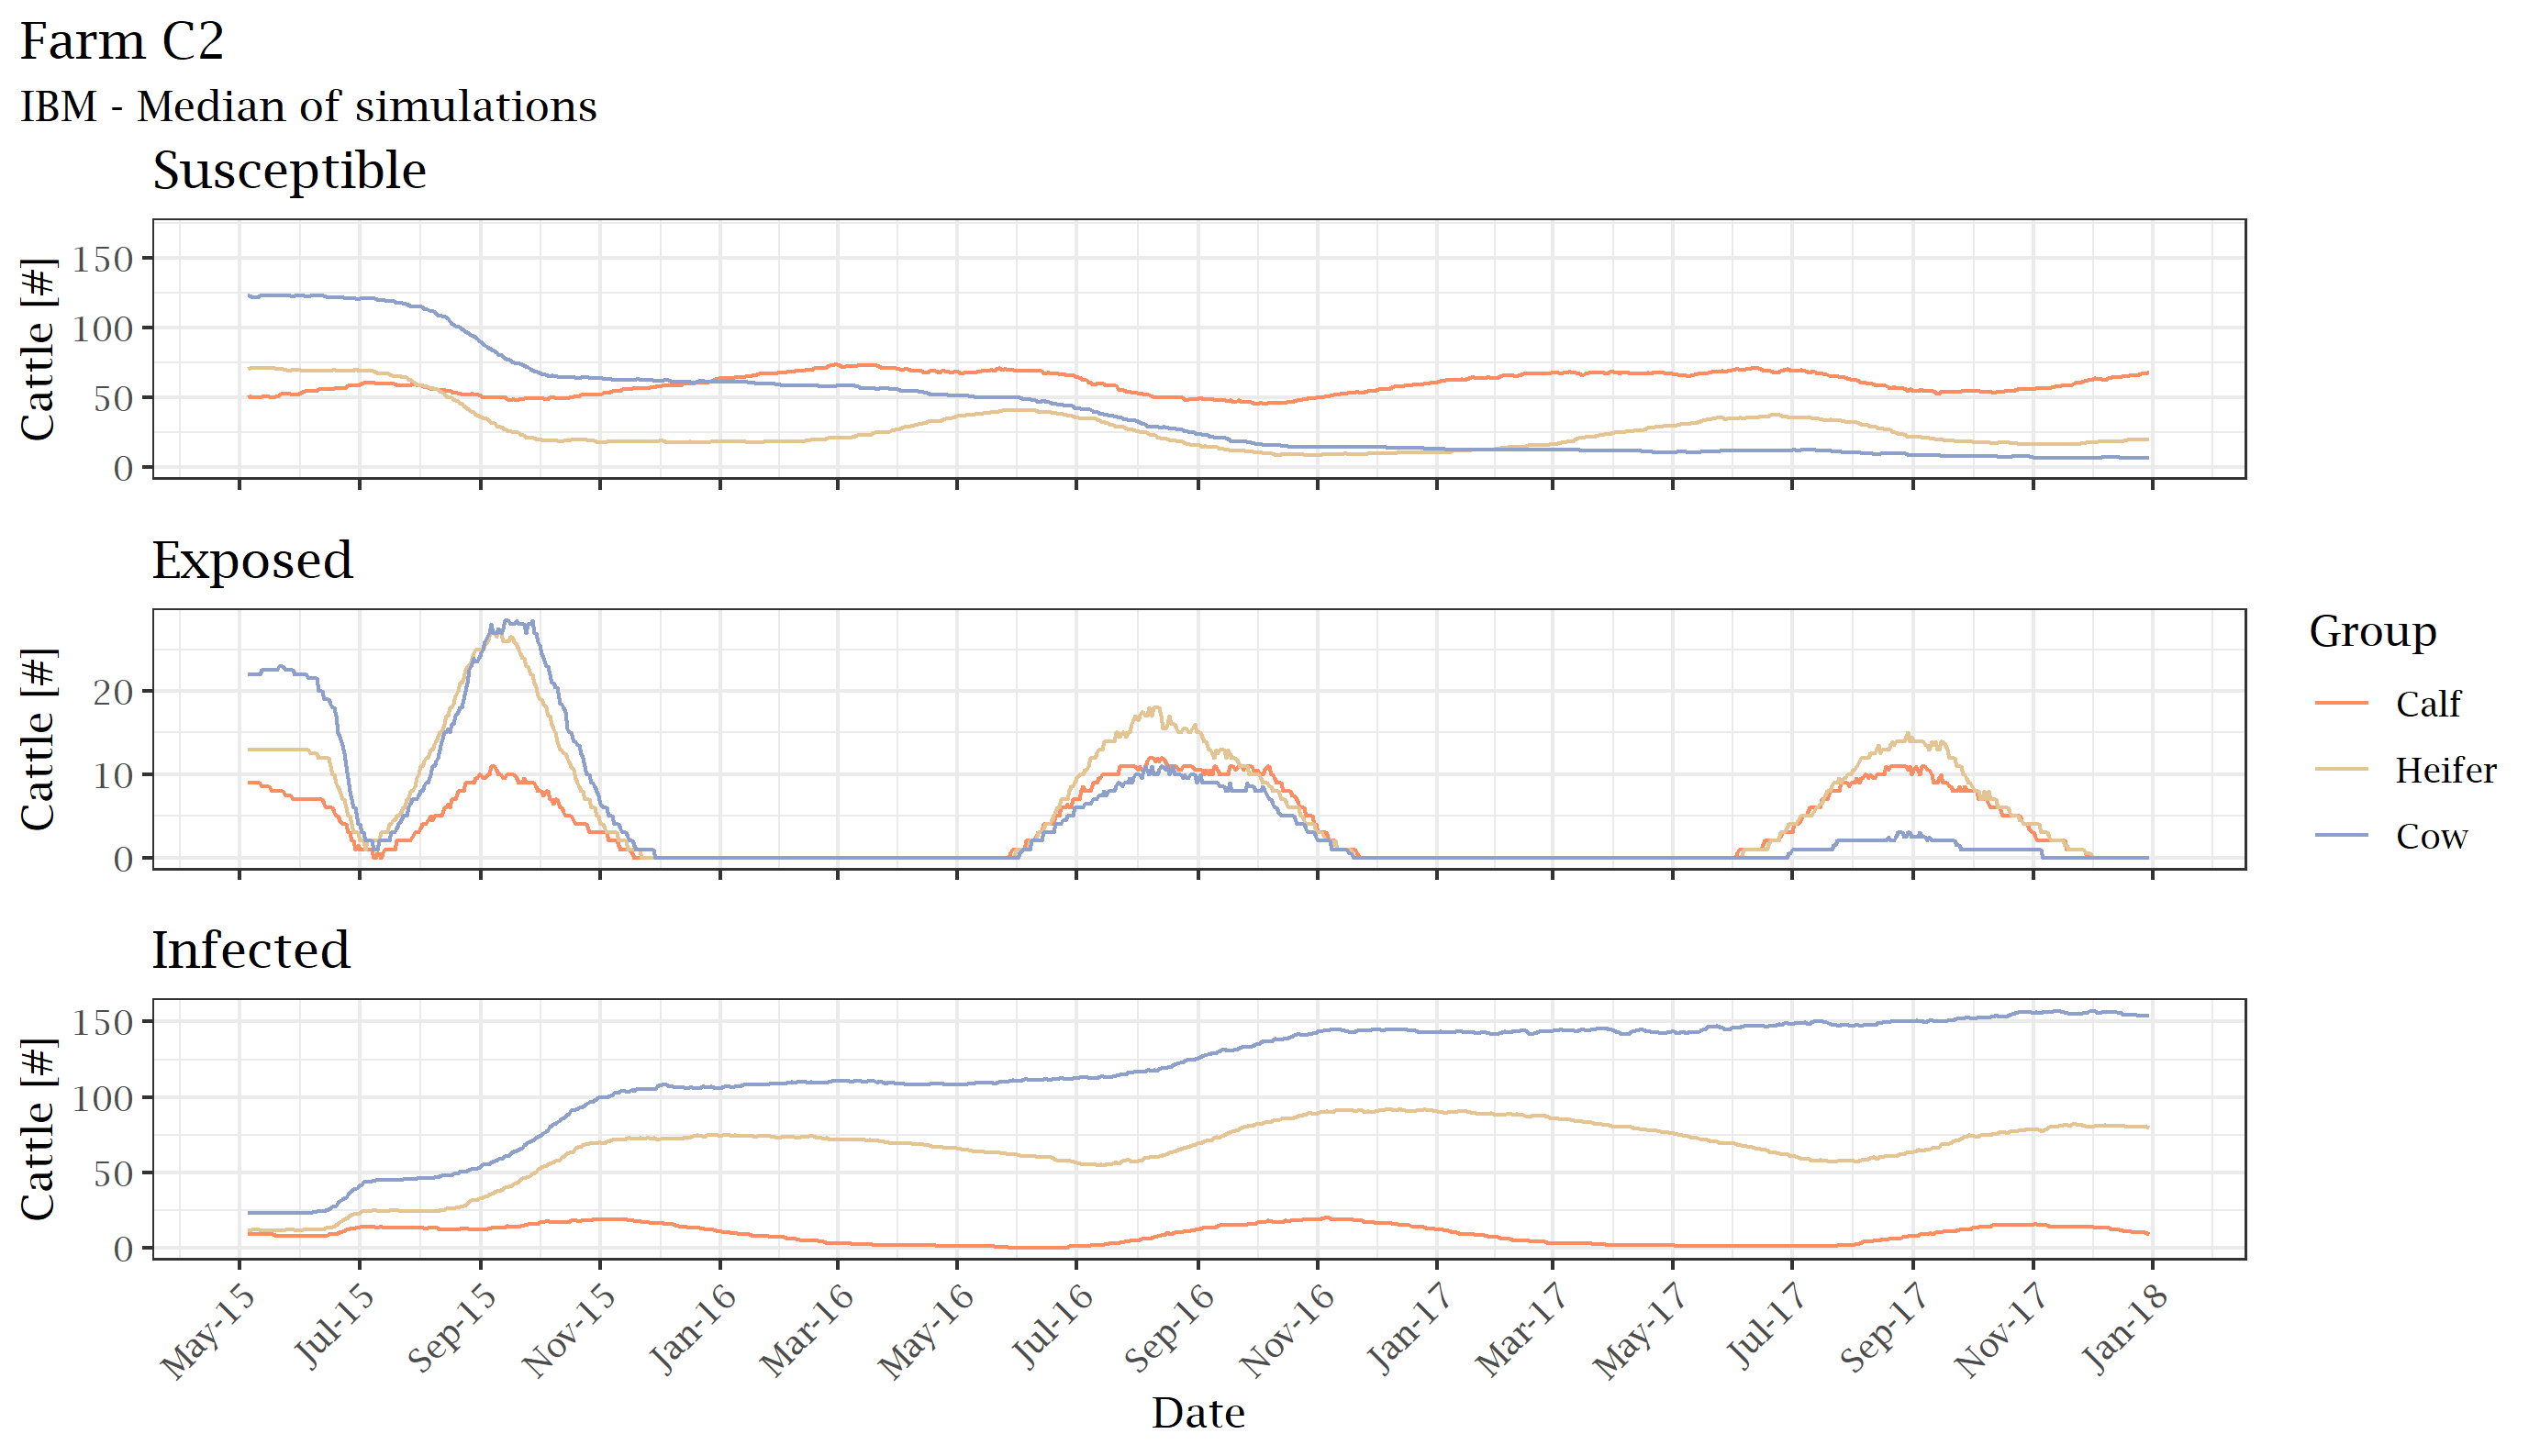 Farm C2
IBM - Median of simulations
Susceptible
Cattle [#]
150
100
50
0
Exposed
Cattle [#]
20
10
0
Group
Calf
Heifer
Cow
Infected
Cattle [#]
150
100
50
0
May-15 Jul-15 Sep-15 Nov-15 Jan-16 Mar-16 May-16 Jul-16 Sep-16 Nov-16 Jan-17 Mar-17 May-17 Jul-17 Sep-17 Nov-17 Jan-18
Date